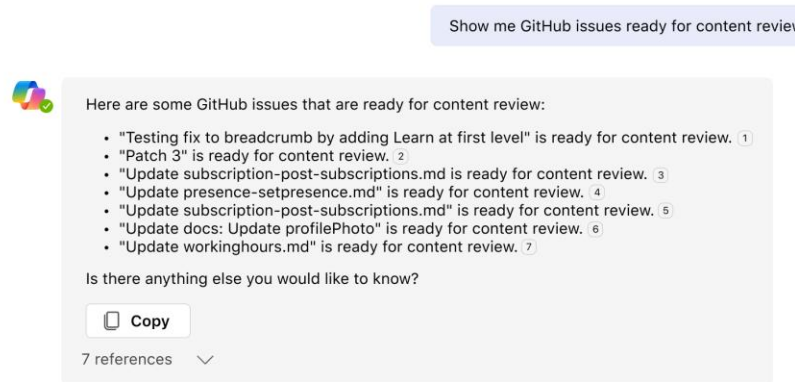 Show me GitHub issues ready for content review
Here are some GitHub issues that are ready for content review:
• "Testing fix to breadcrumb by adding Learn at first level" is ready for content review. 1
• "Patch 3" is ready for content review. 2
• "Update subscription-post-subscriptions.md is ready for content review. 3
• "Update presence-setpresence.md" is ready for content review. 4
• "Update subscription-post-subscriptions.md" is ready for content review. 5
• "Update docs: Update profilePhoto" is ready for content review. 6
• "Update workinghours.md" is ready for content review. 7
Is there anything else you would like to know?
Copy
7 references